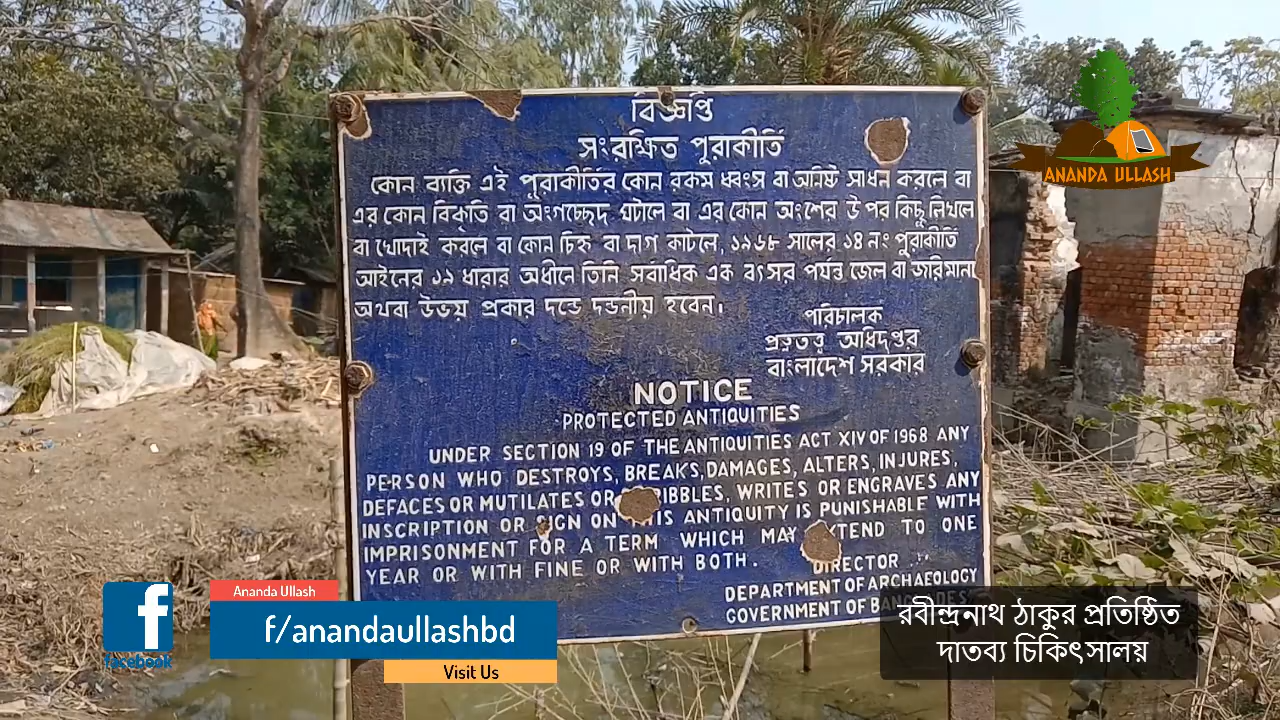 বিজ্ঞপ্তি
সংরক্ষিত পুরাকীর্তি
কোন ব্যক্তি এই পুরাকীর্তির কোন রকম ধ্বংস বা অনিষ্ট সাধন করলে বা
এর কোন বিকৃতি বা অংগচ্ছেদ ঘটালে বা এর কোন অংশের উপর কিছু লিখলে
বা খোদাই করলে বা কোন চিহ্ন বা দাগ কাটলে, ১৯৬৮ সালের ১৪ নং পুরাকীর্তি
আইনের ১৯ ধারার অধীনে তিনি সর্বাধিক এক বৎসর পর্যন্ত জেল বা জরিমানা
অথবা উভয় প্রকার দন্ডে দন্ডনীয় হবেন।
পরিচালক
প্রত্নতত্ত্ব অধিদপ্তর
বাংলাদেশ সরকার
NOTICE
PROTECTED ANTIQUITIES
UNDER SECTION 19 OF THE ANTIQUITIES ACT XIV OF 1968 ANY
PERSON WHO DESTROYS, BREAKS, DAMAGES, ALTERS, INJURES,
DEFACES OR MUTILATES OR SCRIBBLES, WRITES OR ENGRAVES ANY
INSCRIPTION OR SIGN ON THIS ANTIQUITY IS PUNISHABLE WITH
IMPRISONMENT FOR A TERM WHICH MAY EXTEND TO ONE
YEAR OR WITH FINE OR WITH BOTH.
DIRECTOR
DEPARTMENT OF ARCHAEOLOGY
GOVERNMENT OF BANGLADESH
ANANDA ULLASH
facebook
Ananda Ullash
f/anandaullashbd
Visit Us
রবীন্দ্রনাথ ঠাকুর প্রতিষ্ঠিত
দাতব্য চিকিৎসালয়